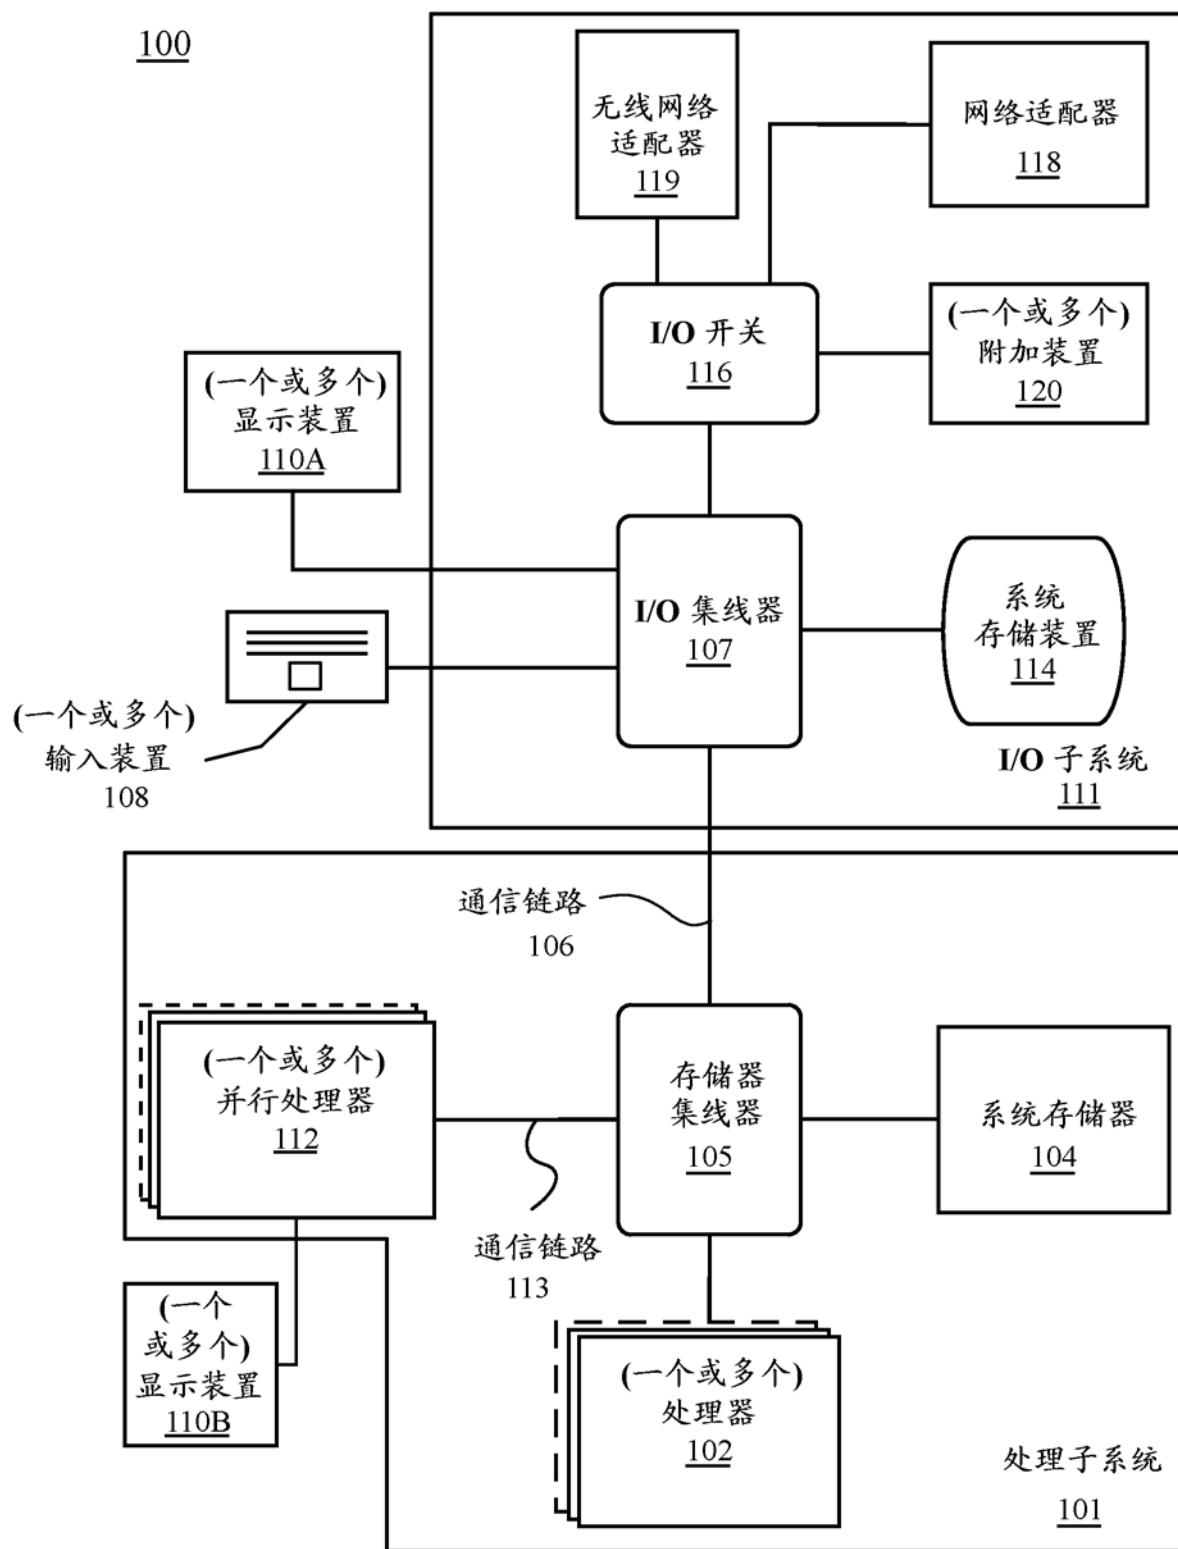 100
无线网络
适配器
119
网络适配器
118
I/O 开关
116
(一个或多个)
附加装置
120
(一个或多个)
显示装置
110A
I/O 集线器
107
系统
存储装置
114
(一个或多个)
输入装置
108
I/O 子系统
111
通信链路
106
(一个或多个)
并行处理器
112
存储器
集线器
105
系统存储器
104
通信链路
113
(一个
或多个)
显示装置
110B
(一个或多个)
处理器
102
处理子系统
101